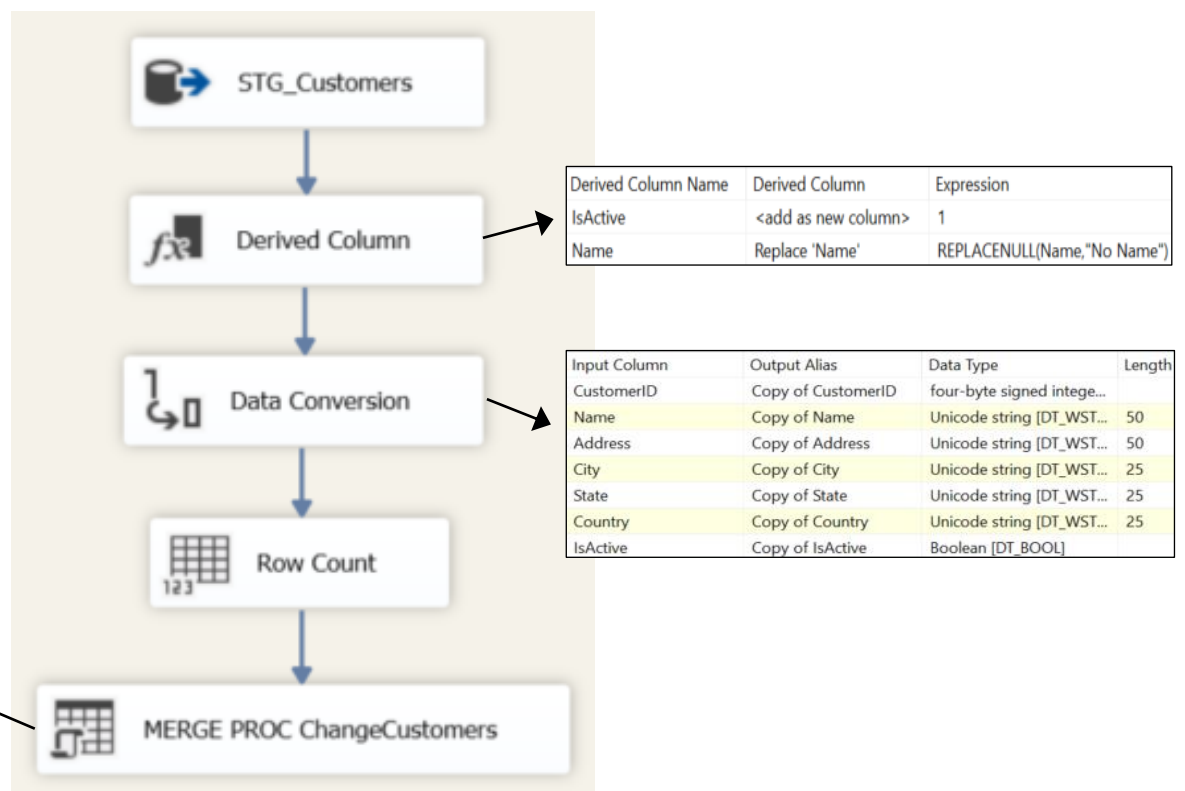 STG_Customers
Derived Column
Derived Column Name Derived Column Expression
IsActive <add as new column> 1
Name Replace 'Name' REPLACENULL(Name,"No Name")
Data Conversion
Input Column Output Alias Data Type Length
CustomerID Copy of CustomerID four-byte signed intege...
Name Copy of Name Unicode string [DT_WST... 50
Address Copy of Address Unicode string [DT_WST... 50
City Copy of City Unicode string [DT_WST... 25
State Copy of State Unicode string [DT_WST... 25
Country Copy of Country Unicode string [DT_WST... 25
IsActive Copy of IsActive Boolean [DT_BOOL]
Row Count
123
MERGE PROC ChangeCustomers